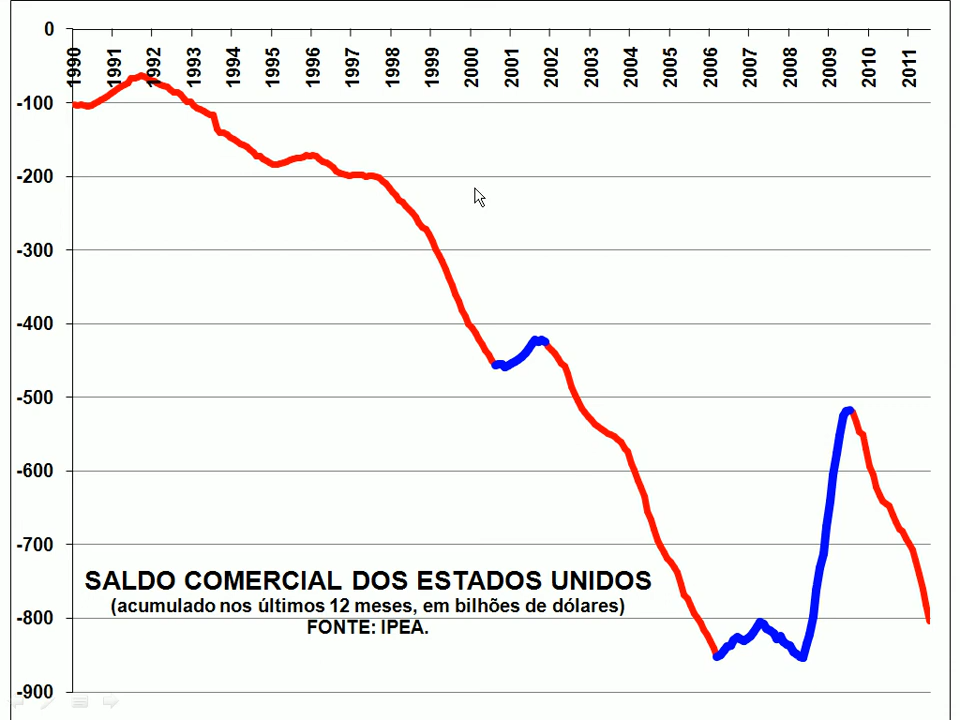 0
1990 1991 1992 1993 1994 1995 1996 1997 1998 1999 2000 2001 2002 2003 2004 2005 2006 2007 2008 2009 2010 2011
-100
-200
-300
-400
-500
-600
-700
-800
-900
SALDO COMERCIAL DOS ESTADOS UNIDOS
(acumulado nos últimos 12 meses, em bilhões de dólares)
FONTE: IPEA.